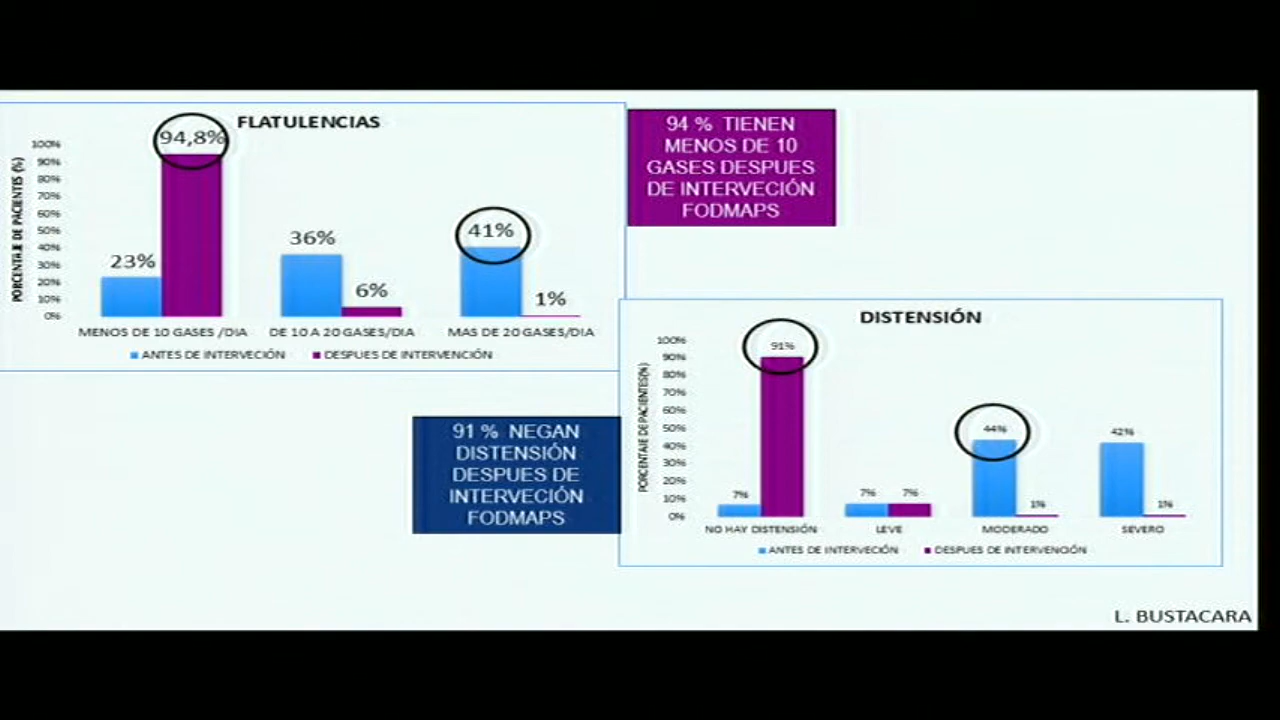 FLATULENCIAS
94,8%
100%
90%
80%
70%
60%
50%
40%
30%
20%
10%
0%
PORCENTAJE DE PACIENTES (%)
23%
36%
6%
41%
1%
MENOS DE 10 GASES /DIA
DE 10 A 20 GASES/DIA
MAS DE 20 GASES/DIA
ANTES DE INTERVECIÓN
DESPUES DE INTERVENCIÓN
94 % TIENEN
MENOS DE 10
GASES DESPUES
DE INTERVECIÓN
FODMAPS
91 % NEGAN
DISTENSIÓN
DESPUES DE
INTERVECIÓN
FODMAPS
DISTENSIÓN
100%
90%
80%
70%
60%
50%
40%
30%
20%
10%
0%
PORCENTAJE DE PACIENTES(%)
7%
91%
7%
7%
44%
1%
42%
1%
NO HAY DISTENSIÓN
LEVE
MODERADO
SEVERO
ANTES DE INTERVECIÓN
DESPUES DE INTERVENCIÓN
L. BUSTACARA